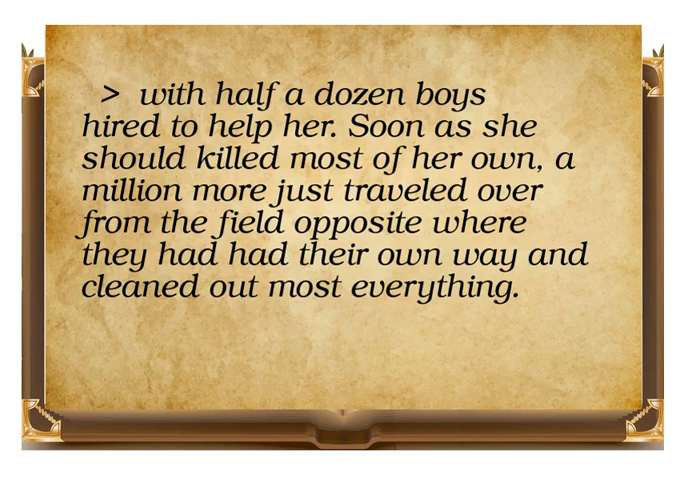 > with half a dozen boys
hired to help her. Soon as she
should killed most of her own, a
million more just traveled over
from the field opposite where
they had had their own way and
cleaned out most everything.